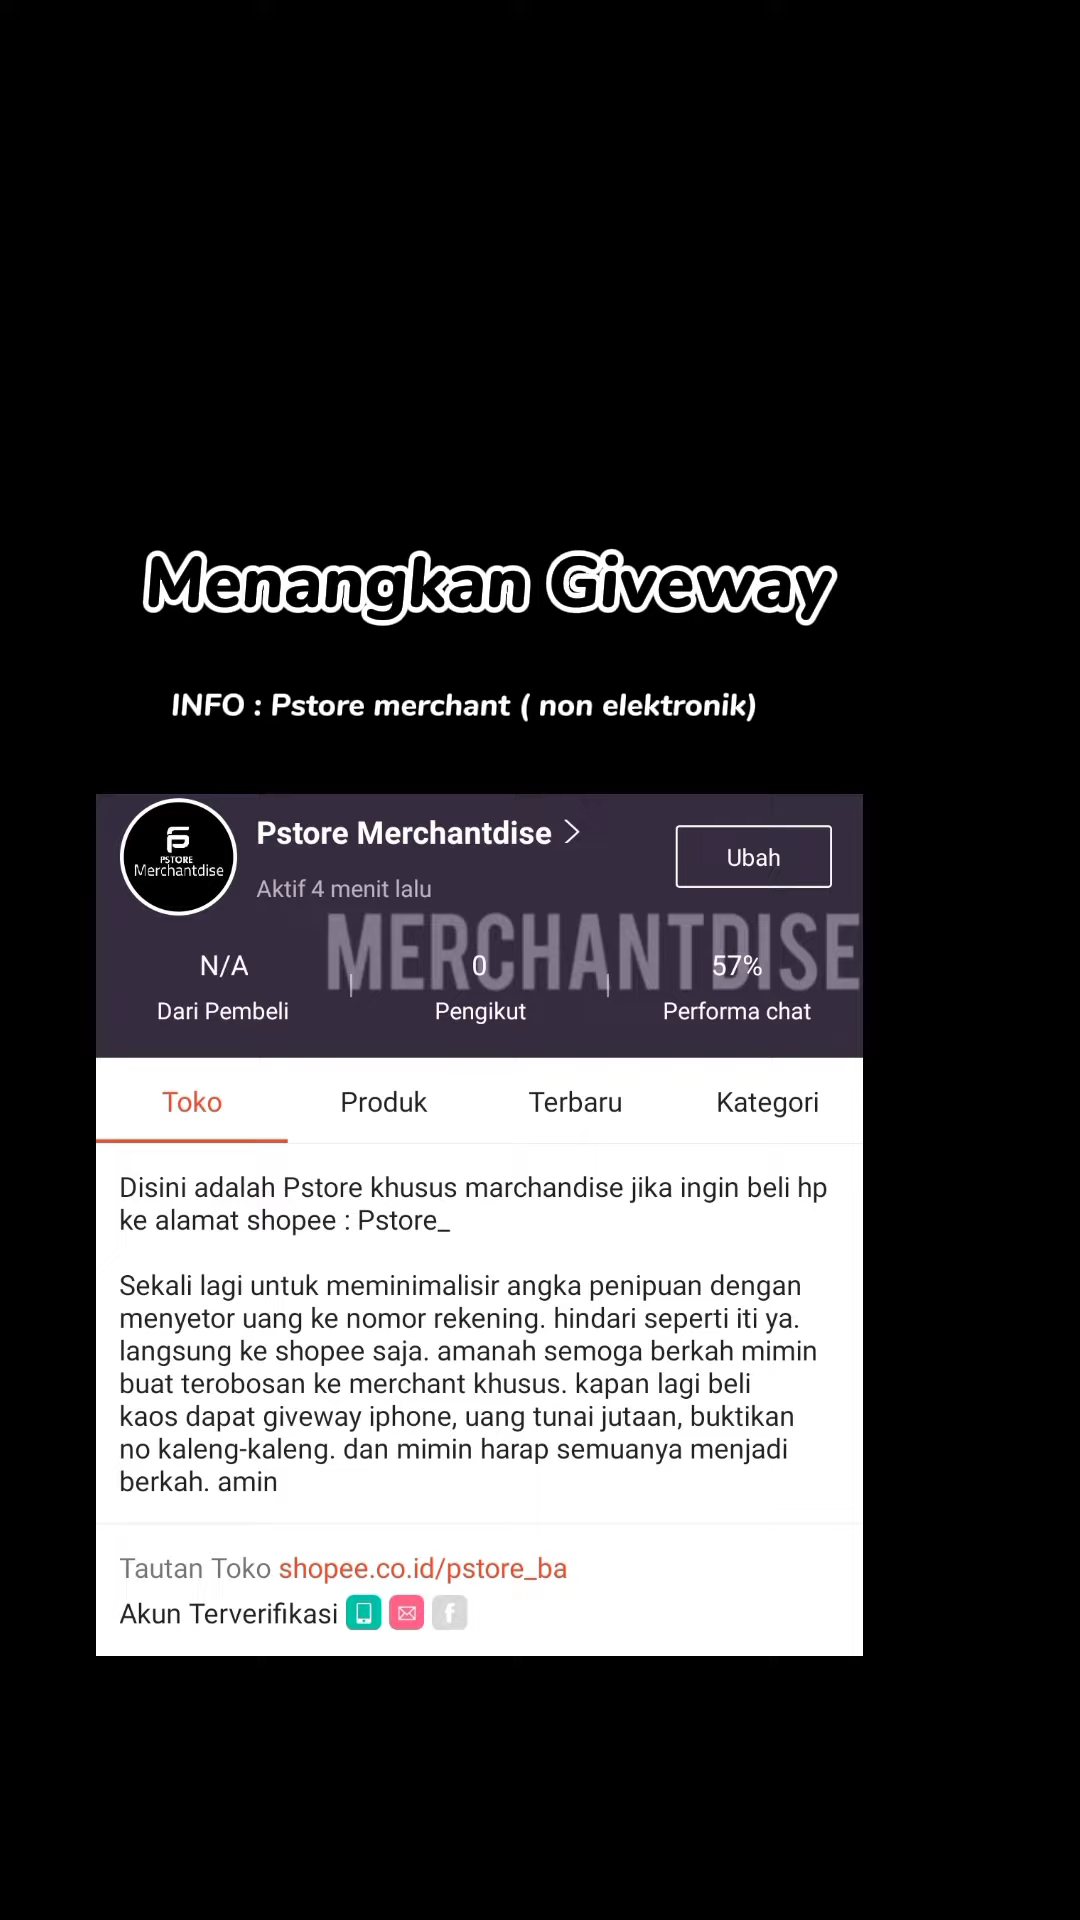 Menangkan Giveway
INFO : Pstore merchant ( non elektronik)
PSTORE
Merchantdise
Pstore Merchantdise >
Aktif 4 menit lalu
Ubah
MERCHANTDISE
N/A
Dari Pembeli
0
Pengikut
57%
Performa chat
Toko Produk Terbaru Kategori
Disini adalah Pstore khusus marchandise jika ingin beli hp
ke alamat shopee : Pstore_
Sekali lagi untuk meminimalisir angka penipuan dengan
menyetor uang ke nomor rekening. hindari seperti iti ya.
langsung ke shopee saja. amanah semoga berkah mimin
buat terobosan ke merchant khusus. kapan lagi beli
kaos dapat giveway iphone, uang tunai jutaan, buktikan
no kaleng-kaleng. dan mimin harap semuanya menjadi
berkah. amin
Tautan Toko shopee.co.id/pstore_ba
Akun Terverifikasi